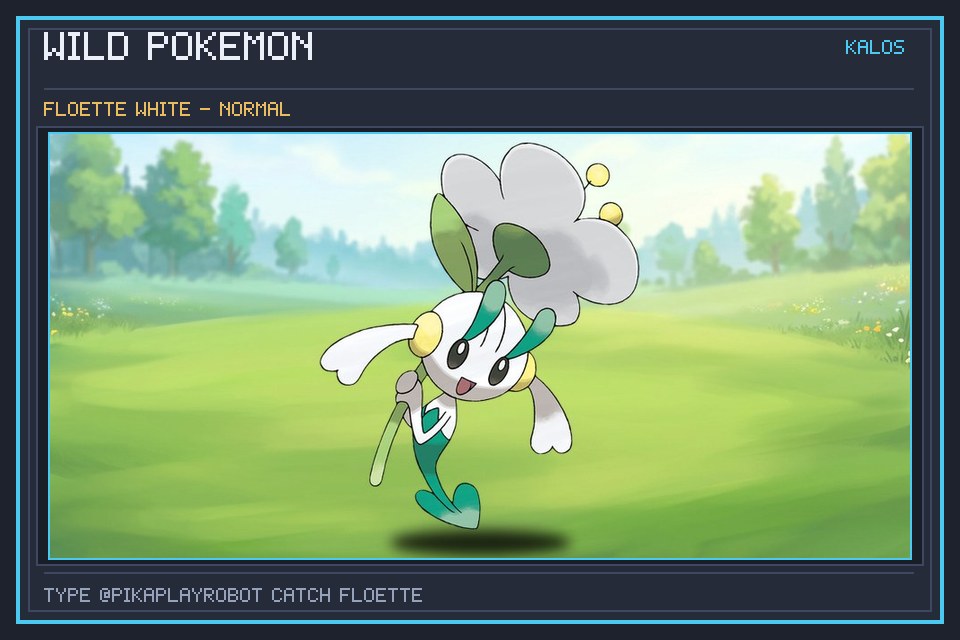 WILD POKEMON
KALOS
FLOETTE WHITE - NORMAL
TYPE @PIKAPLAYROBOT CATCH FLOETTE